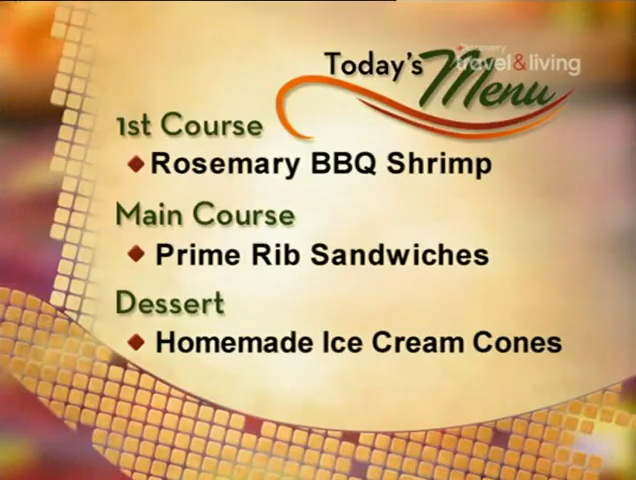 Today's Menu
Discovery
travel&living
1st Course
Rosemary BBQ Shrimp
Main Course
Prime Rib Sandwiches
Dessert
Homemade Ice Cream Cones